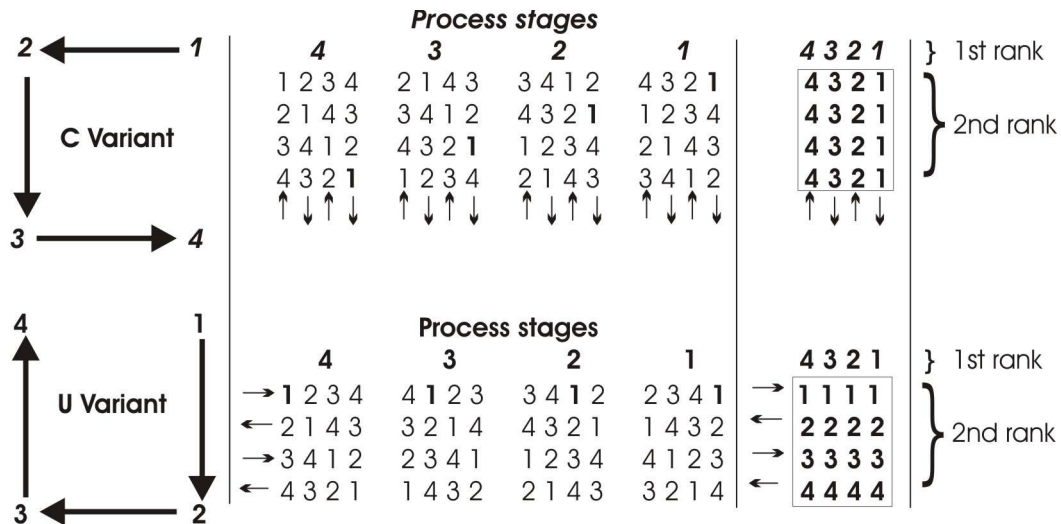 Process stages
2 1 4 3 2 1 4 3 2 1 } 1st rank
1 2 3 4 2 1 4 3 3 4 1 2 4 3 2 1 4 3 2 1
2 1 4 3 3 4 1 2 4 3 2 1 1 2 3 4 4 3 2 1
C Variant 2nd rank
3 4 1 2 4 3 2 1 1 2 3 4 2 1 4 3 4 3 2 1
4 3 2 1 1 2 3 4 2 1 4 3 3 4 1 2 4 3 2 1
3 4
4 1 Process stages
4 3 2 1 4 3 2 1 } 1st rank
1 2 3 4 4 1 2 3 3 4 1 2 2 3 4 1 1 1 1 1
U Variant 2 1 4 3 3 2 1 4 4 3 2 1 1 4 3 2 2 2 2 2 2nd rank
3 4 1 2 2 3 4 1 1 2 3 4 4 1 2 3 3 3 3 3
4 3 2 1 1 4 3 2 2 1 4 3 3 2 1 4 4 4 4 4
3 2